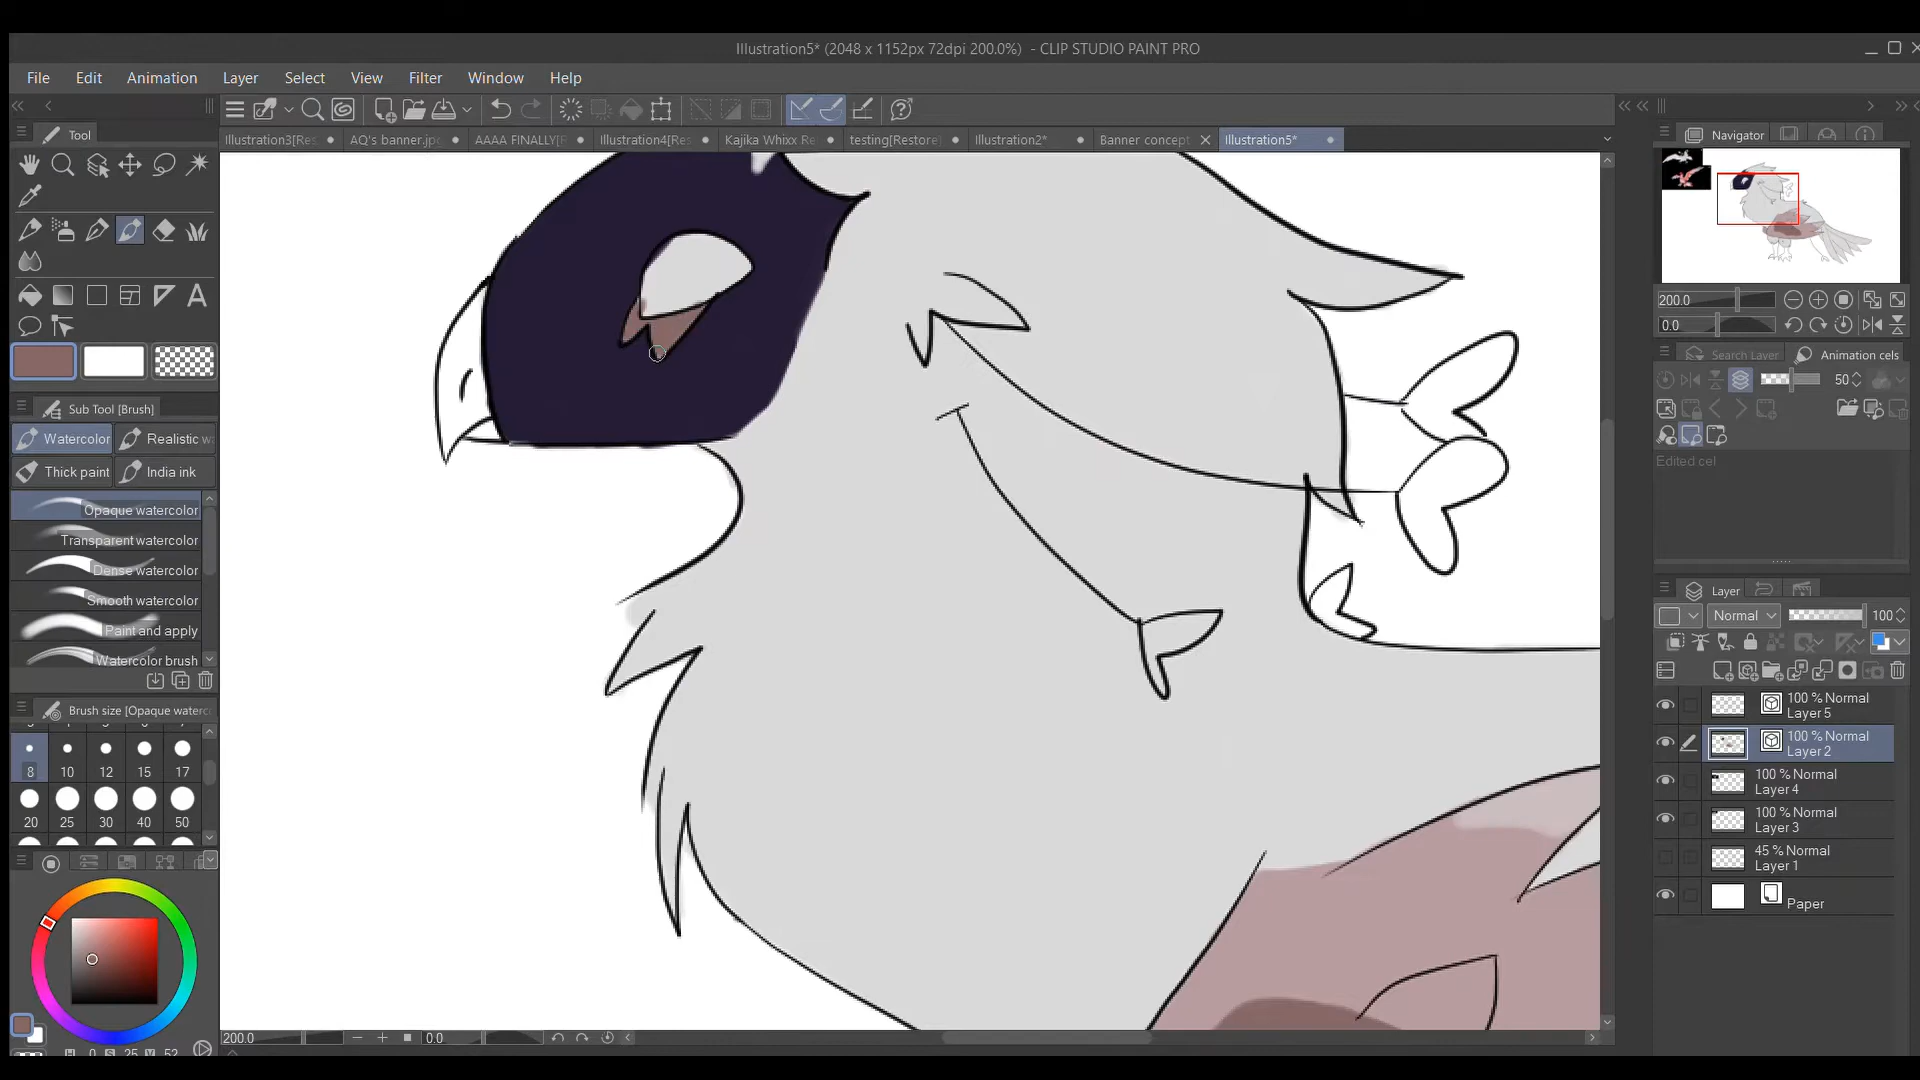 Illustration5* (2048 x 1152px 72dpi 200.0%) - CLIP STUDIO PAINT PRO
File Edit Animation Layer Select View Filter Window Help
Tool
Illustration3[Res AQ's banner.jpg AAAA FINALLY[F Illustration4[Res Kajika Whixx Re testing[Restore] Illustration2* Banner concept Illustration5*
Navigator
200.0
0.0
Search Layer Animation cels
50
Edited cel
Sub Tool [Brush]
Watercolor Realistic w
Thick paint India ink
Opaque watercolor
Transparent watercolor
Dense watercolor
Smooth watercolor
Paint and apply
Watercolor brush
Brush size [Opaque waterc
8 10 12 15 17
20 25 30 40 50
H 0 S 25 V 52
200.0 0.0
Layer
Normal 100
100 % Normal
Layer 5
100 % Normal
Layer 2
100 % Normal
Layer 4
100 % Normal
Layer 3
45 % Normal
Layer 1
Paper